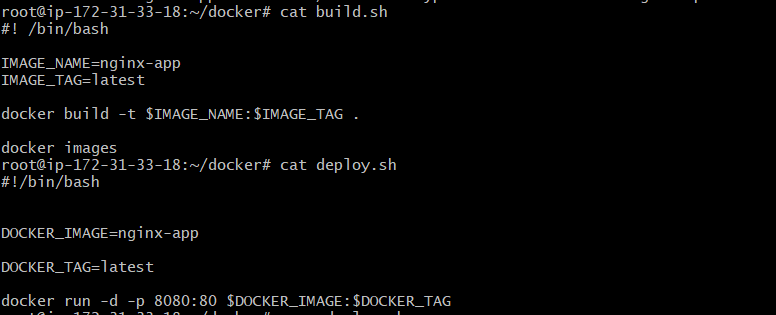 root@ip-172-31-33-18:~/docker# cat build.sh
#! /bin/bash
IMAGE_NAME=nginx-app
IMAGE_TAG=latest
docker build -t $IMAGE_NAME:$IMAGE_TAG .
docker images
root@ip-172-31-33-18:~/docker# cat deploy.sh
#!/bin/bash
DOCKER_IMAGE=nginx-app
DOCKER_TAG=latest
docker run -d -p 8080:80 $DOCKER_IMAGE:$DOCKER_TAG